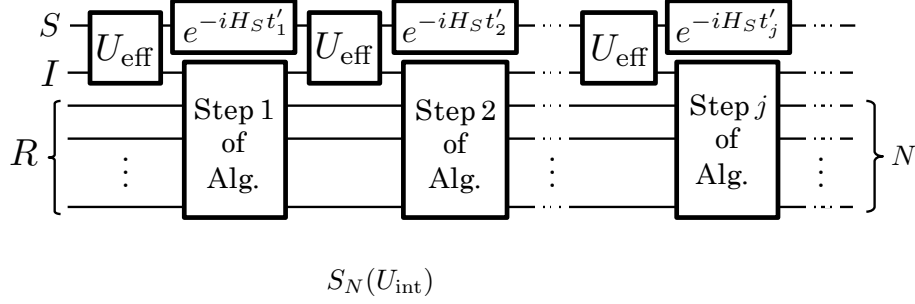 S U_eff e^{-iH_S t'_1} U_eff e^{-iH_S t'_2} ... U_eff e^{-iH_S t'_j} ...
I ... ...
R Step 1 of Alg. Step 2 of Alg. Step j of Alg. N
S_N(U_int)